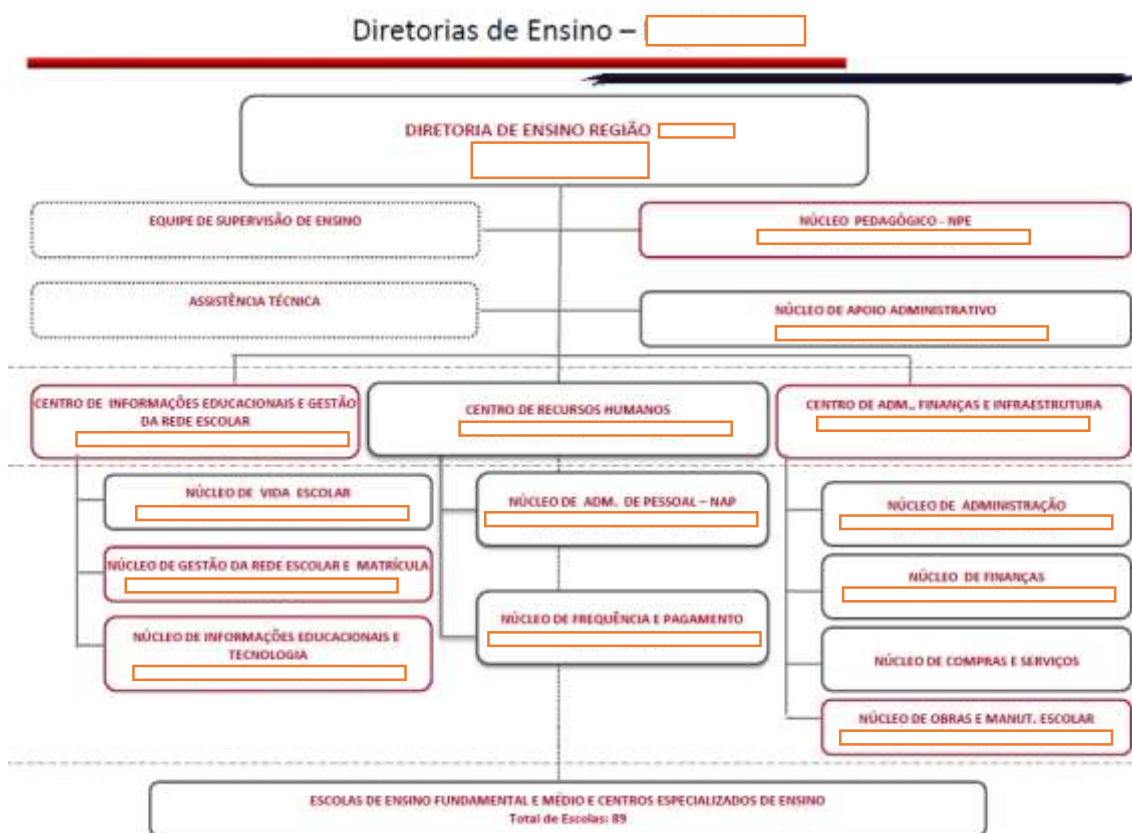 Diretorias de Ensino –
DIRETORIA DE ENSINO REGIÃO
EQUIPE DE SUPERVISÃO DE ENSINO
NÚCLEO PEDAGÓGICO - NPE
ASSISTÊNCIA TÉCNICA
NÚCLEO DE APOIO ADMINISTRATIVO
CENTRO DE INFORMAÇÕES EDUCACIONAIS E GESTÃO
DA REDE ESCOLAR
CENTRO DE RECURSOS HUMANOS
CENTRO DE ADM., FINANÇAS E INFRAESTRUTURA
NÚCLEO DE VIDA ESCOLAR
NÚCLEO DE GESTÃO DA REDE ESCOLAR E MATRÍCULA
NÚCLEO DE INFORMAÇÕES EDUCACIONAIS E
TECNOLOGIA
NÚCLEO DE ADM. DE PESSOAL – NAP
NÚCLEO DE FREQUÊNCIA E PAGAMENTO
NÚCLEO DE ADMINISTRAÇÃO
NÚCLEO DE FINANÇAS
NÚCLEO DE COMPRAS E SERVIÇOS
NÚCLEO DE OBRAS E MANUT. ESCOLAR
ESCOLAS DE ENSINO FUNDAMENTAL E MÉDIO E CENTROS ESPECIALIZADOS DE ENSINO
Total de Escolas: 89